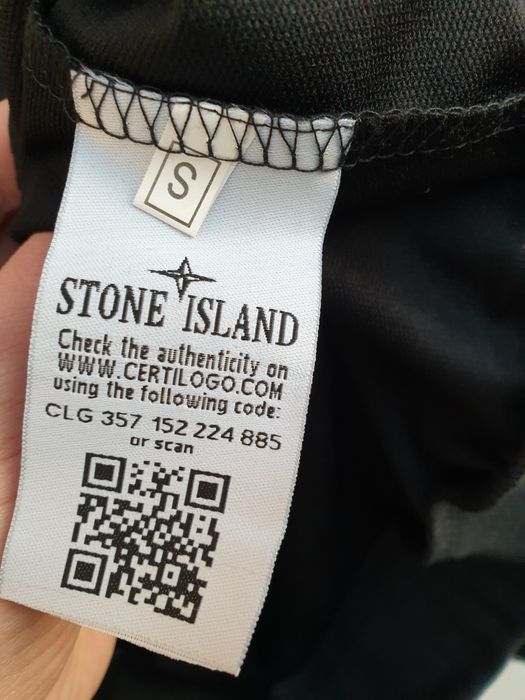 S
STONE ISLAND
Check the authenticity on
WWW.CERTILOGO.COM
using the following code:
CLG 357 152 224 885
or scan